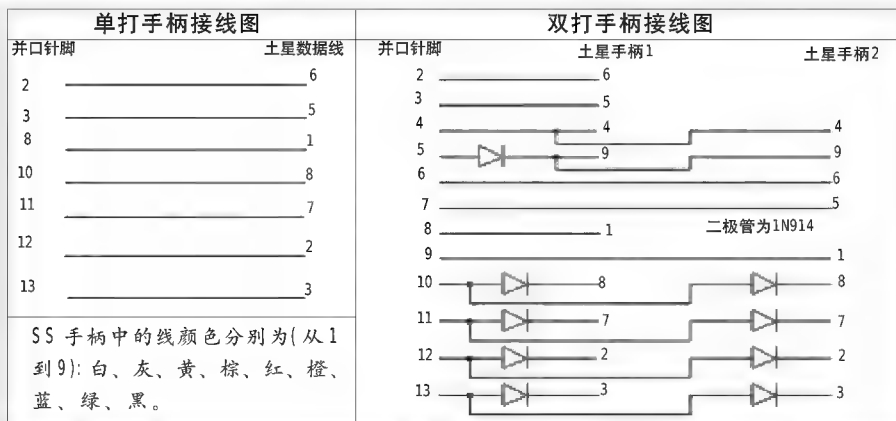 单打手柄接线图
并口针脚 土星数据线
2 6
3 5
8 1
10 8
11 7
12 2
13 3
SS 手柄中的线颜色分别为(从1
到9):白、灰、黄、棕、红、橙、
蓝、绿、黑。
双打手柄接线图
并口针脚 土星手柄1 土星手柄2
2 6
3 5
4 4 4
5 9 9
6 6
7 5
二极管为1N914
8 1
9 1
10 8 8
11 7 7
12 2 2
13 3 3